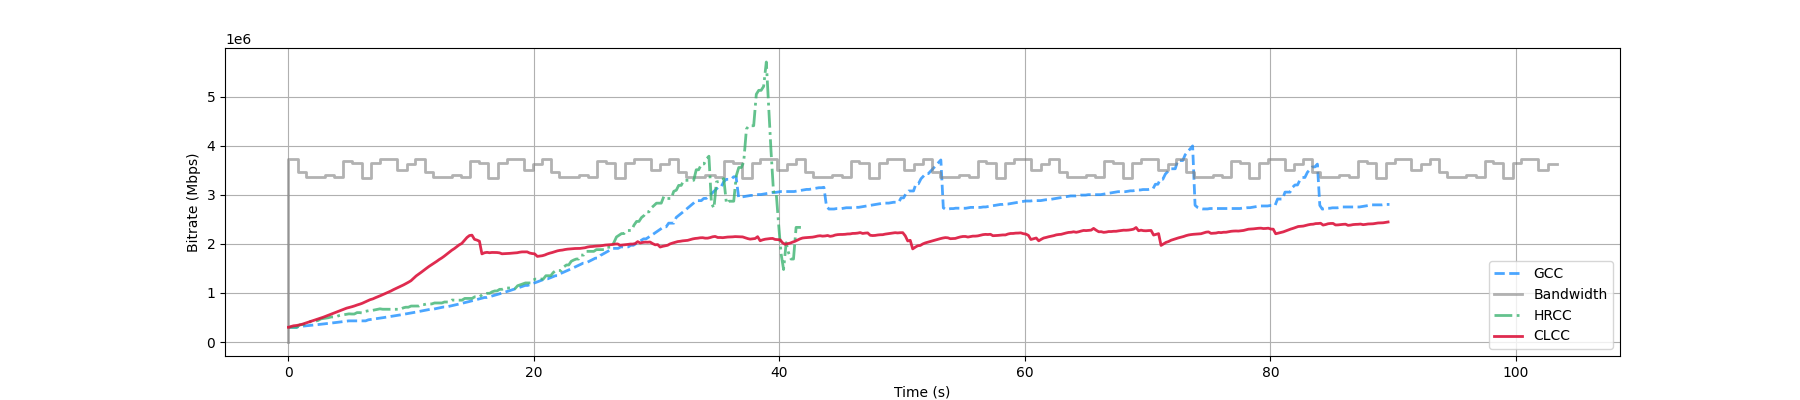 1e6
5
4
3
2
1
0
Bitrate (Mbps)
0 20 40 60 80 100
Time (s)
GCC
Bandwidth
HRCC
CLCC